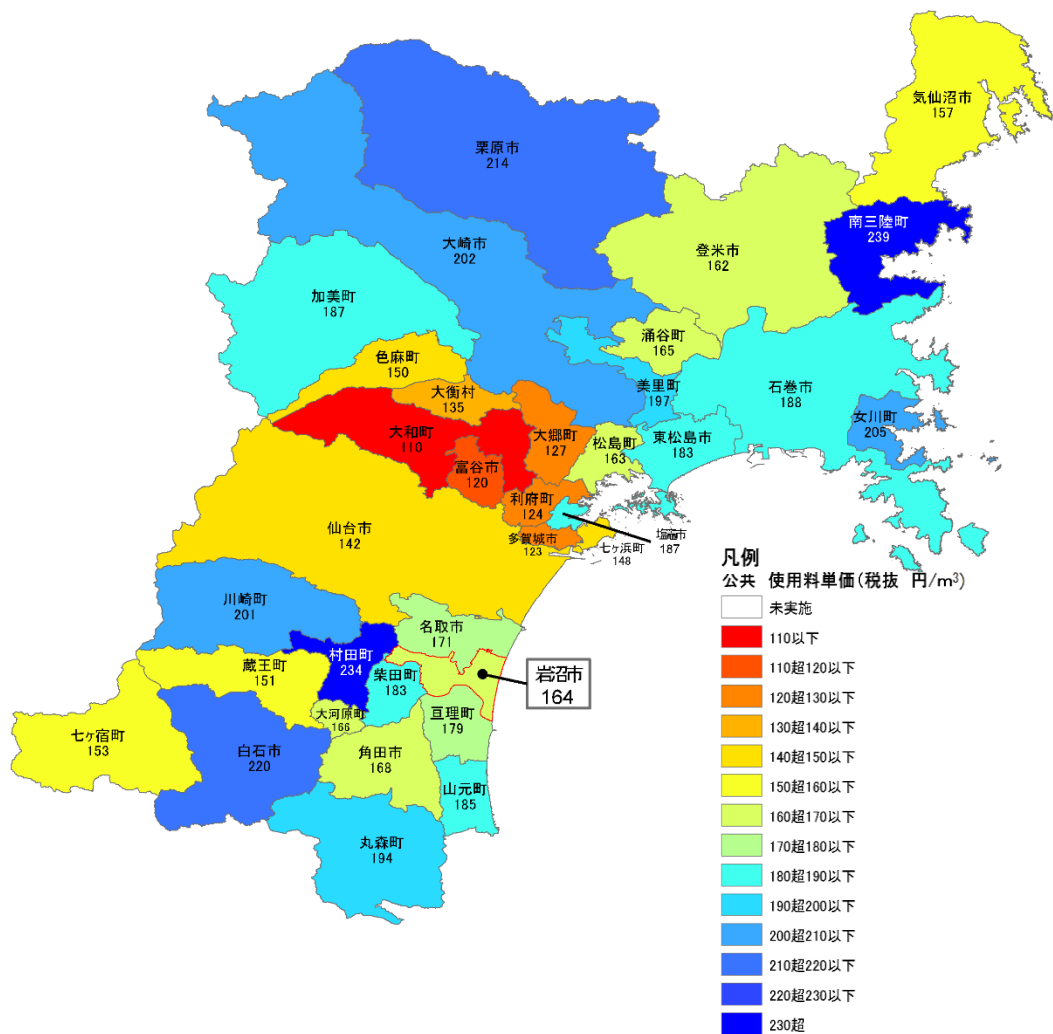 気仙沼市
157
栗原市
214
南三陸町
239
大崎市
202
登米市
162
加美町
187
涌谷町
165
色麻町
150
美里町
197
石巻市
188
大衡村
135
女川町
205
大和町
110
大郷町
127
松島町
163
東松島市
183
富谷市
120
利府町
124
仙台市
142
多賀城市
123
七ヶ浜町
148
塩竈市
187
川崎町
201
名取市
171
村田町
234
蔵王町
151
柴田町
183
岩沼市
164
大河原町
166
亘理町
179
七ヶ宿町
153
白石市
220
角田市
168
山元町
185
丸森町
194
凡例
公共 使用料単価(税抜 円/m³)
未実施
110以下
110超120以下
120超130以下
130超140以下
140超150以下
150超160以下
160超170以下
170超180以下
180超190以下
190超200以下
200超210以下
210超220以下
220超230以下
230超